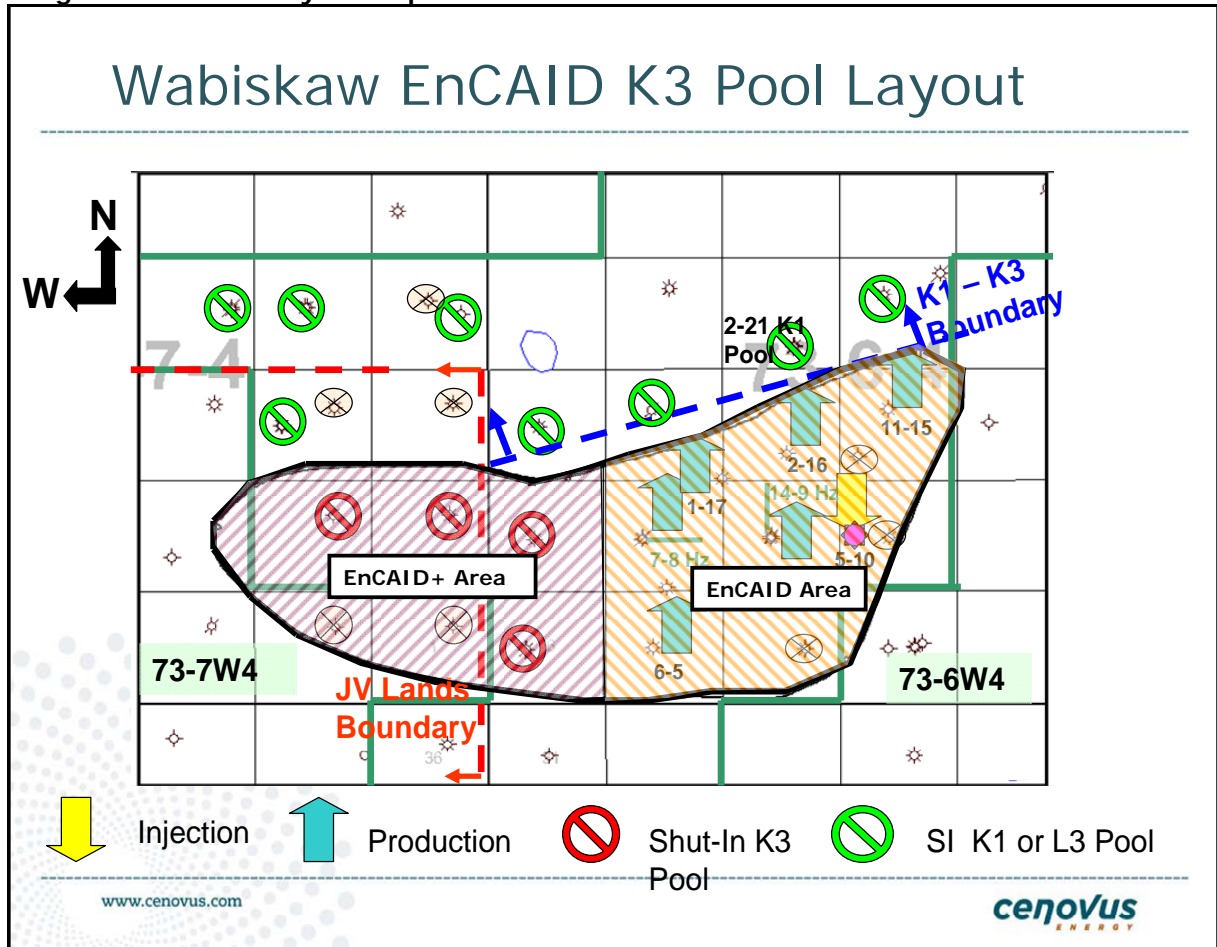 Wabiskaw EnCAID K3 Pool Layout
N
W
K1 – K3
Boundary
2-21 K1
Pool
7-4
73-6
11-15
2-16
1-17
14-9 Hz
7-8 Hz
5-10
EnCAID+ Area
EnCAID Area
6-5
73-7W4
73-6W4
JV Lands
Boundary
36
Injection
Production
Shut-In K3
Pool
SI K1 or L3 Pool
www.cenovus.com
cenovus
ENERGY